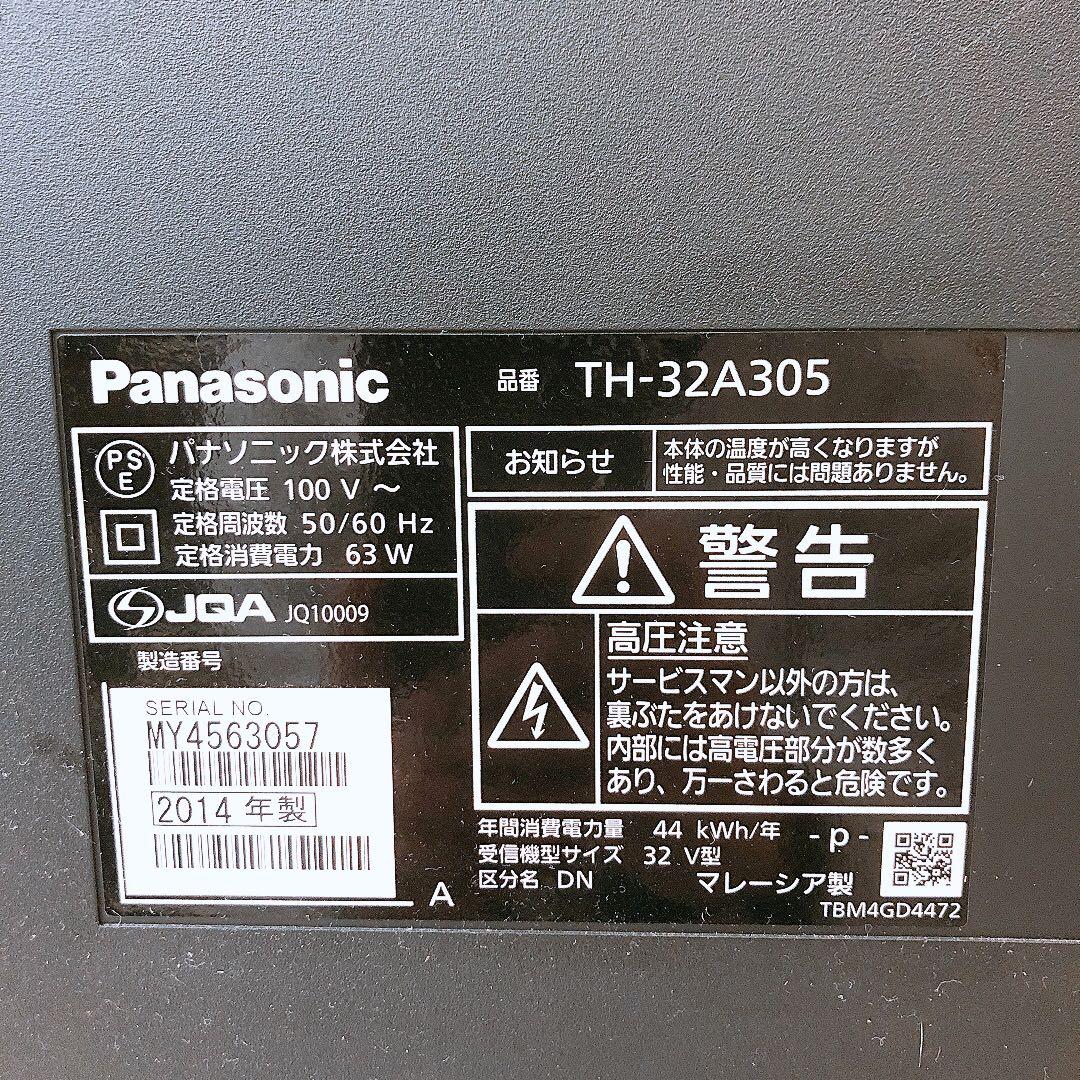 Panasonic
品番 TH-32A305
PS
E
パナソニック株式会社
定格電圧 100 V ～
定格周波数 50/60 Hz
定格消費電力 63 W
JQA JQ10009
製造番号
SERIAL NO.
MY4563057
2014 年製
A
お知らせ
本体の温度が高くなりますが
性能・品質には問題ありません。
警告
高圧注意
サービスマン以外の方は、
裏ぶたをあけないでください。
内部には高電圧部分が数多く
あり、万一さわると危険です。
年間消費電力量 44 kWh/年
受信機型サイズ 32 V型
区分名 DN
- p -
マレーシア製
TBM4GD4472